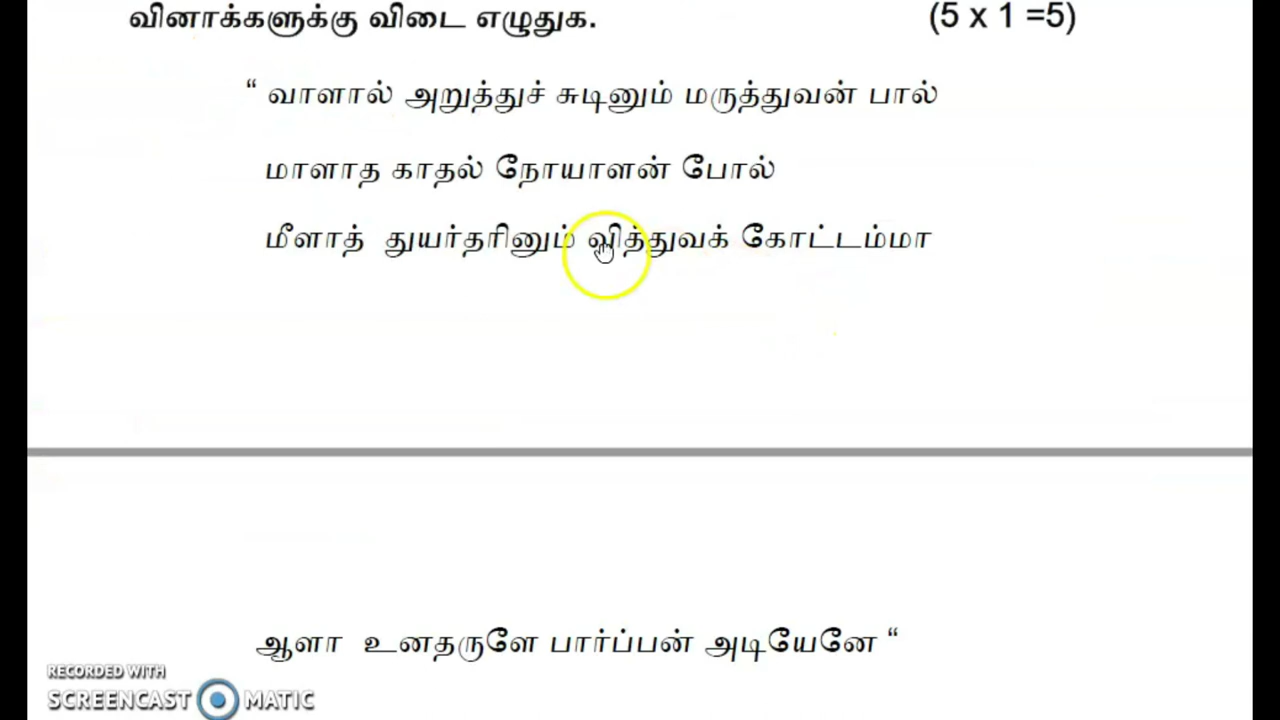 வினாக்களுக்கு விடை எழுதுக. (5 x 1 =5)
“ வாளால் அறுத்துச் சுடினும் மருத்துவன் பால்
மாளாத காதல் நோயாளன் போல்
மீளாத் துயர்தரினும் வித்துவக் கோட்டம்மா
ஆளா உனதருளே பார்ப்பன் அடியேனே “
RECORDED WITH
SCREENCAST MATIC